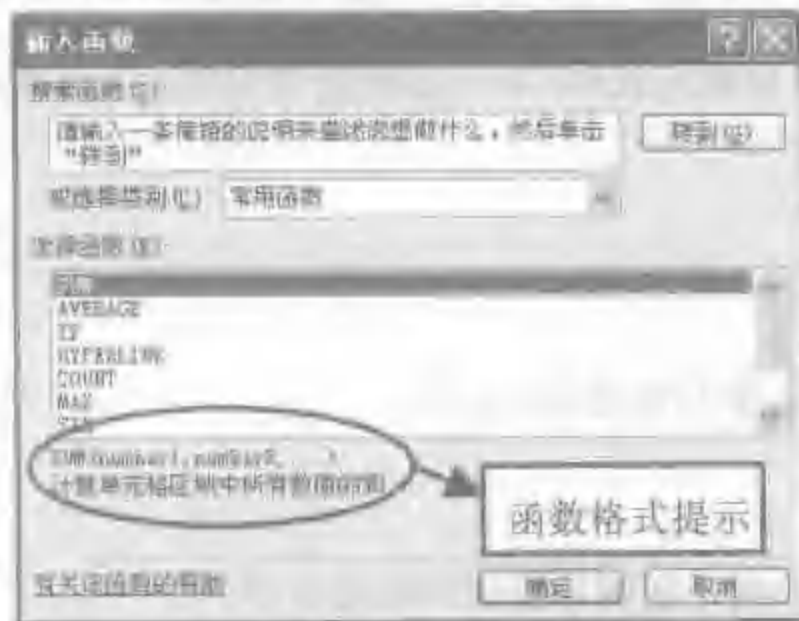 插入函数
搜索函数(S):
请输入一条简短的说明来描述您想做什么，然后单击
“转到”
转到(G)
或选择类别(C)
常用函数
选择函数(N):
SUM
AVERAGE
IF
HYPERLINK
COUNT
MAX
SIN
SUM(number1,number2,...)
计算单元格区域中所有数值的和
函数格式提示
有关该函数的帮助
确定
取消